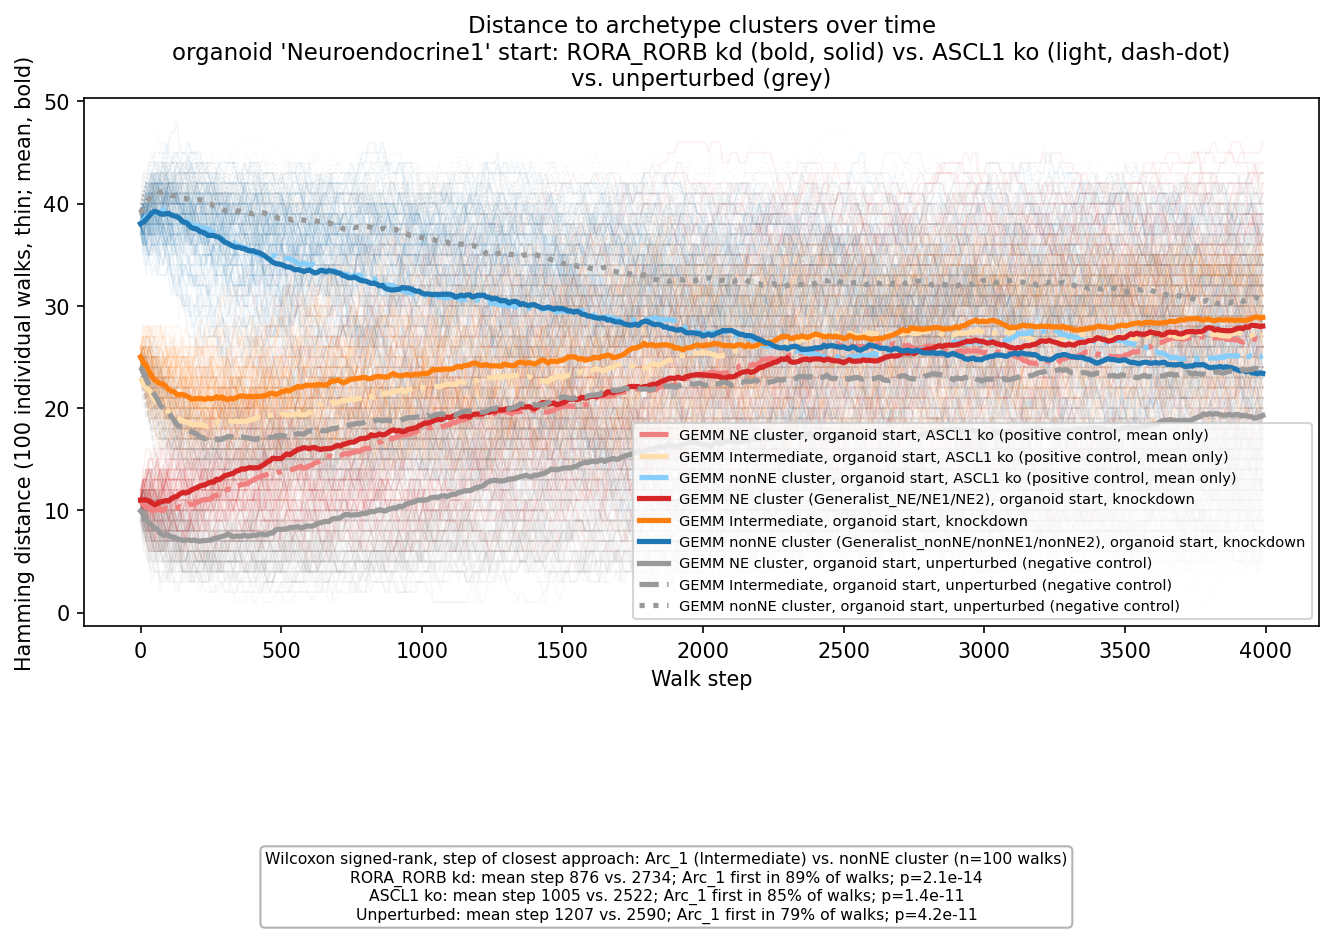 Distance to archetype clusters over time
organoid 'Neuroendocrine1' start: RORA_RORB kd (bold, solid) vs. ASCL1 ko (light, dash-dot)
vs. unperturbed (grey)
Hamming distance (100 individual walks, thin; mean, bold)
50
40
30
20
10
0
GEMM NE cluster, organoid start, ASCL1 ko (positive control, mean only)
GEMM Intermediate, organoid start, ASCL1 ko (positive control, mean only)
GEMM nonNE cluster, organoid start, ASCL1 ko (positive control, mean only)
GEMM NE cluster (Generalist_NE/NE1/NE2), organoid start, knockdown
GEMM Intermediate, organoid start, knockdown
GEMM nonNE cluster (Generalist_nonNE/nonNE1/nonNE2), organoid start, knockdown
GEMM NE cluster, organoid start, unperturbed (negative control)
GEMM Intermediate, organoid start, unperturbed (negative control)
GEMM nonNE cluster, organoid start, unperturbed (negative control)
0 500 1000 1500 2000 2500 3000 3500 4000
Walk step
Wilcoxon signed-rank, step of closest approach: Arc_1 (Intermediate) vs. nonNE cluster (n=100 walks)
RORA_RORB kd: mean step 876 vs. 2734; Arc_1 first in 89% of walks; p=2.1e-14
ASCL1 ko: mean step 1005 vs. 2522; Arc_1 first in 85% of walks; p=1.4e-11
Unperturbed: mean step 1207 vs. 2590; Arc_1 first in 79% of walks; p=4.2e-11